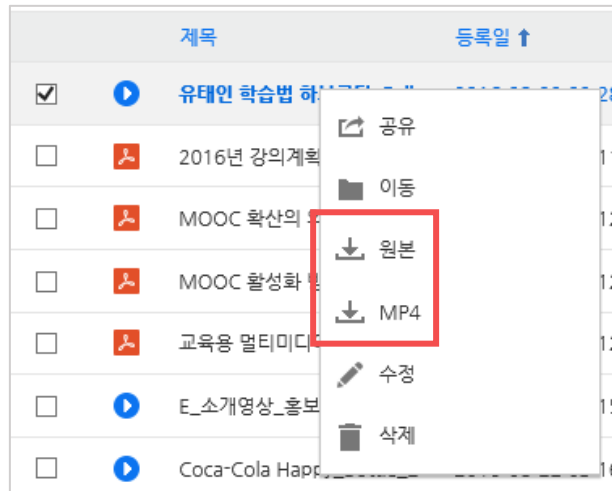 제목 등록일 ↑
유태인 학습법
공유
2016년 강의계획
이동
MOOC 확산의
원본
MOOC 활성화
MP4
교육용 멀티미디
수정
E_소개영상_홍보
삭제
Coca-Cola Happ